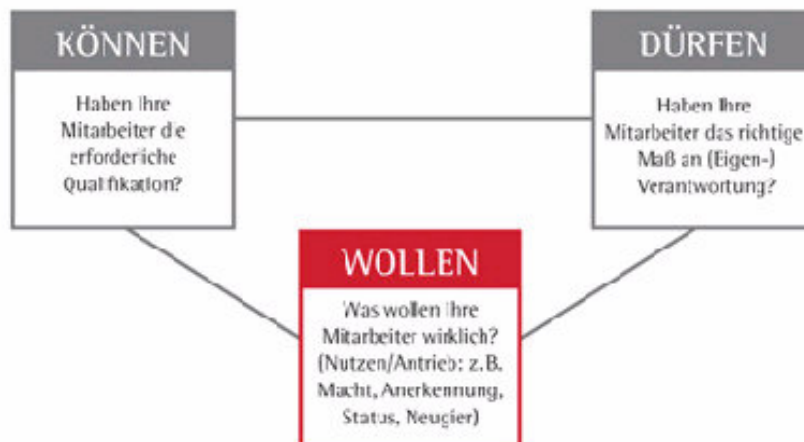 KÖNNEN
Haben Ihre
Mitarbeiter die
erforderliche
Qualifikation?
DÜRFEN
Haben Ihre
Mitarbeiter das richtige
Maß an (Eigen-)
Verantwortung?
WOLLEN
Was wollen Ihre
Mitarbeiter wirklich?
(Nutzen/Antrieb: z.B.
Macht, Anerkennung,
Status, Neugier)